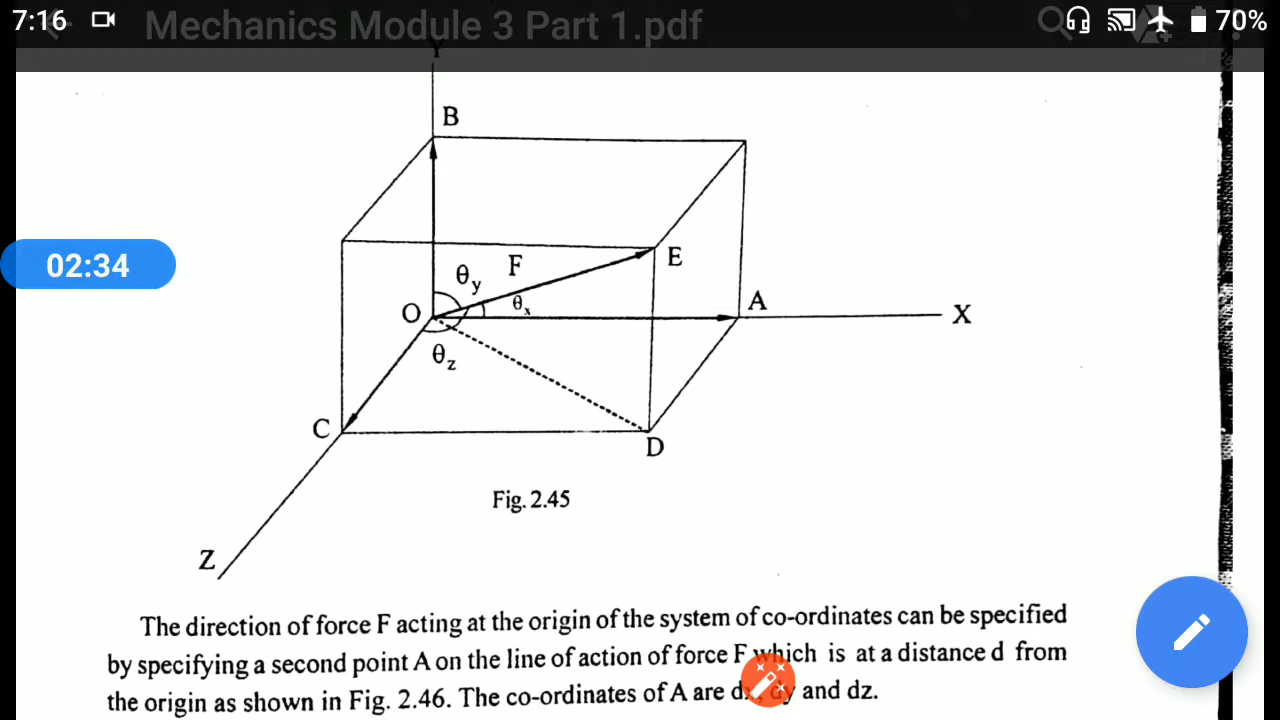 7:16
70%
Mechanics Module 3 Part 1.pdf
Y
B
02:34
E
F
θy
θx
O
A
X
θz
C
D
Fig. 2.45
Z
The direction of force F acting at the origin of the system of co-ordinates can be specified
by specifying a second point A on the line of action of force F which is at a distance d from
the origin as shown in Fig. 2.46. The co-ordinates of A are dx, dy and dz.